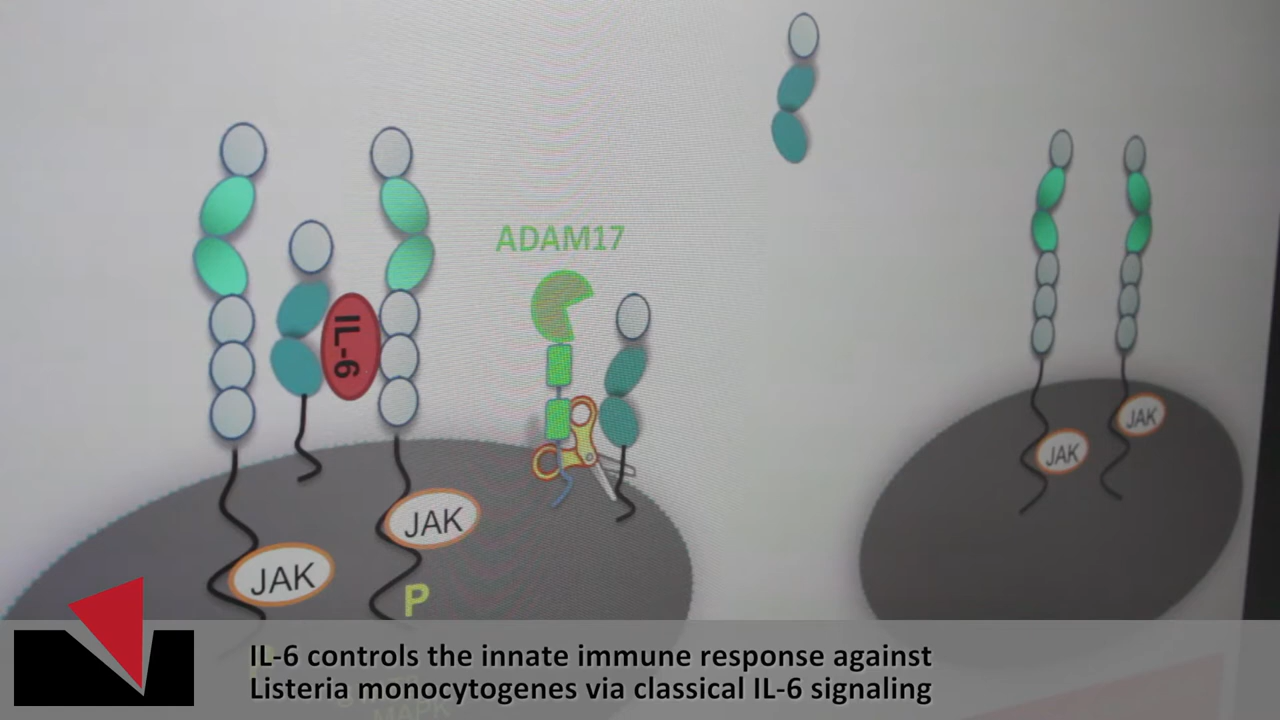 ADAM17
IL-6
JAK
JAK
JAK
JAK
P
IL-6 controls the innate immune response against
Listeria monocytogenes via classical IL-6 signaling
MAPK